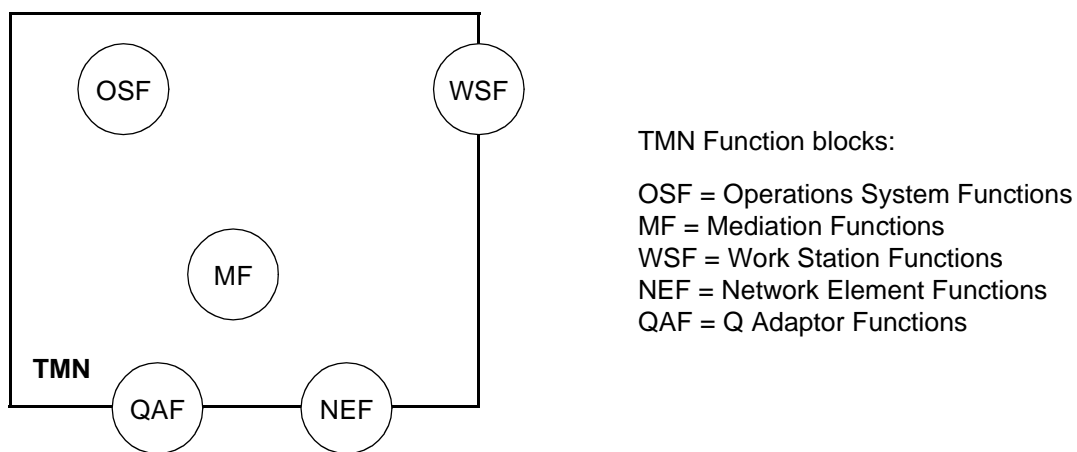 OSF
WSF
MF
TMN
QAF
NEF
TMN Function blocks:
OSF = Operations System Functions
MF = Mediation Functions
WSF = Work Station Functions
NEF = Network Element Functions
QAF = Q Adaptor Functions